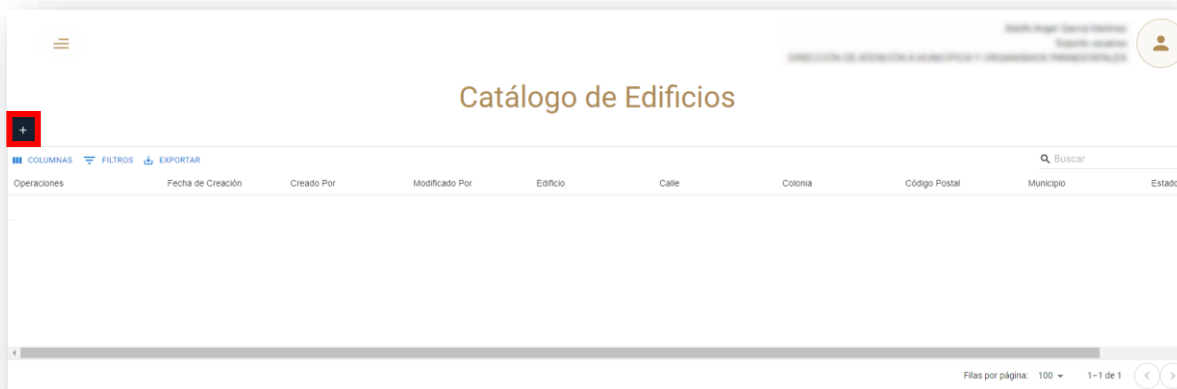 Catálogo de Edificios
+
COLUMNAS FILTROS EXPORTAR Buscar
Operaciones Fecha de Creación Creado Por Modificado Por Edificio Calle Colonia Código Postal Municipio Estado
Filas por página: 100 1–1 de 1